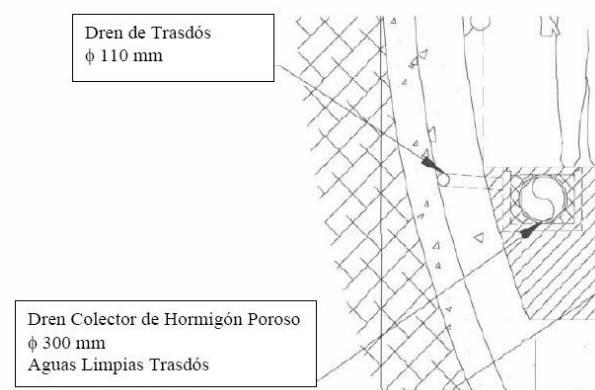 Dren de Trasdós
ϕ 110 mm
Dren Colector de Hormigón Poroso
ϕ 300 mm
Aguas Limpias Trasdós